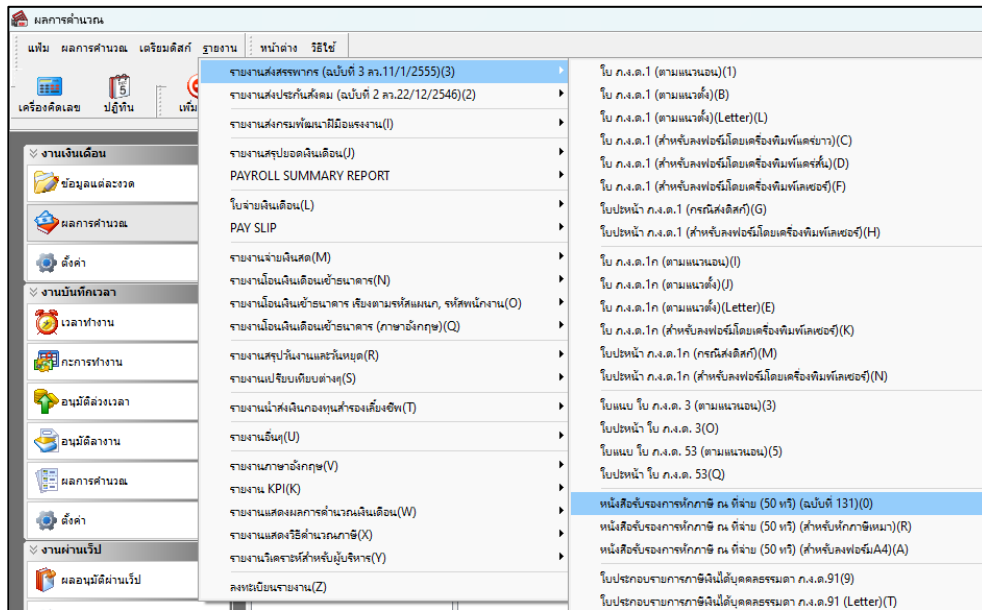 ผลการคำนวณ
แฟ้ม ผลการคำนวณ เตรียมดิสก์ รายงาน หน้าต่าง วิธีใช้
เครื่องคิดเลข ปฏิทิน เพิ่ม
งานเงินเดือน
ข้อมูลแต่ละงวด
ผลการคำนวณ
ตั้งค่า
งานบันทึกเวลา
เวลาทำงาน
กะการทำงาน
อนุมัติล่วงเวลา
อนุมัติลางาน
ผลการคำนวณ
ตั้งค่า
งานผ่านเว็ป
ผลอนุมัติผ่านเว็ป
รายงานส่งสรรพากร (ฉบับที่ 3 ลว.11/1/2555)(3)
รายงานส่งประกันสังคม (ฉบับที่ 2 ลว.22/12/2546)(2)
รายงานส่งกรมพัฒนาฝีมือแรงงาน(I)
รายงานสรุปยอดเงินเดือน(J)
PAYROLL SUMMARY REPORT
ใบจ่ายเงินเดือน(L)
PAY SLIP
รายงานจ่ายเงินสด(M)
รายงานโอนเงินเดือนเข้าธนาคาร(N)
รายงานโอนเงินเข้าธนาคาร เรียงตามรหัสแผนก, รหัสพนักงาน(O)
รายงานโอนเงินเดือนเข้าธนาคาร (ภาษาอังกฤษ)(Q)
รายงานสรุปวันงานและวันหยุด(R)
รายงานเปรียบเทียบต่างๆ(S)
รายงานนำส่งเงินกองทุนสำรองเลี้ยงชีพ(T)
รายงานอื่นๆ(U)
รายงานภาษาอังกฤษ(V)
รายงาน KPI(K)
รายงานแสดงผลการคำนวณเงินเดือน(W)
รายงานแสดงวิธีคำนวณภาษี(X)
รายงานวิเคราะห์สำหรับผู้บริหาร(Y)
ลงทะเบียนรายงาน(Z)
ใบ ภ.ง.ด.1 (ตามแนวนอน)(1)
ใบ ภ.ง.ด.1 (ตามแนวตั้ง)(B)
ใบ ภ.ง.ด.1 (ตามแนวตั้ง)(Letter)(L)
ใบ ภ.ง.ด.1 (สำหรับลงฟอร์มโดยเครื่องพิมพ์แคร่ยาว)(C)
ใบ ภ.ง.ด.1 (สำหรับลงฟอร์มโดยเครื่องพิมพ์แคร่สั้น)(D)
ใบ ภ.ง.ด.1 (สำหรับลงฟอร์มโดยเครื่องพิมพ์เลเซอร์)(F)
ใบปะหน้า ภ.ง.ด.1 (กรณีส่งดิสก์)(G)
ใบปะหน้า ภ.ง.ด.1 (สำหรับลงฟอร์มโดยเครื่องพิมพ์เลเซอร์)(H)
ใบ ภ.ง.ด.1ก (ตามแนวนอน)(I)
ใบ ภ.ง.ด.1ก (ตามแนวตั้ง)(J)
ใบ ภ.ง.ด.1ก (ตามแนวตั้ง)(Letter)(E)
ใบ ภ.ง.ด.1ก (สำหรับลงฟอร์มโดยเครื่องพิมพ์เลเซอร์)(K)
ใบปะหน้า ภ.ง.ด.1ก (กรณีส่งดิสก์)(M)
ใบปะหน้า ภ.ง.ด.1ก (สำหรับลงฟอร์มโดยเครื่องพิมพ์เลเซอร์)(N)
ใบแนบ ใบ ภ.ง.ด. 3 (ตามแนวนอน)(3)
ใบปะหน้า ใบ ภ.ง.ด. 3(O)
ใบแนบ ใบ ภ.ง.ด. 53 (ตามแนวนอน)(5)
ใบปะหน้า ใบ ภ.ง.ด. 53(Q)
หนังสือรับรองการหักภาษี ณ ที่จ่าย (50 ทวิ) (ฉบับที่ 131)(0)
หนังสือรับรองการหักภาษี ณ ที่จ่าย (50 ทวิ) (สำหรับหักภาษีเหมา)(R)
หนังสือรับรองการหักภาษี ณ ที่จ่าย (50 ทวิ) (สำหรับลงฟอร์มA4)(A)
ใบประกอบรายการภาษีเงินได้บุคคลธรรมดา ภ.ง.ด.91(9)
ใบประกอบรายการภาษีเงินได้บุคคลธรรมดา ภ.ง.ด.91 (Letter)(T)